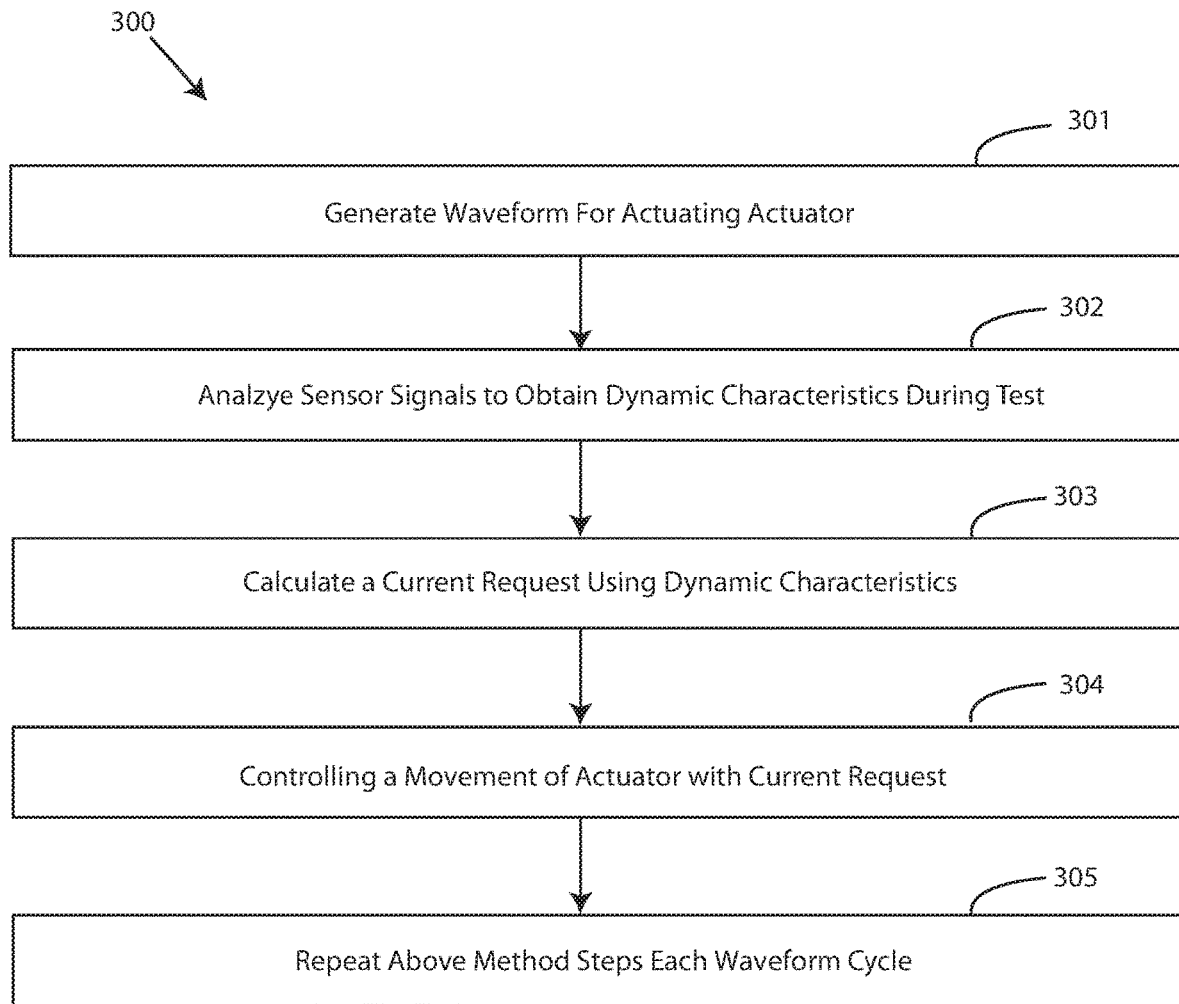 300
301
Generate Waveform For Actuating Actuator
302
Analzye Sensor Signals to Obtain Dynamic Characteristics During Test
303
Calculate a Current Request Using Dynamic Characteristics
304
Controlling a Movement of Actuator with Current Request
305
Repeat Above Method Steps Each Waveform Cycle